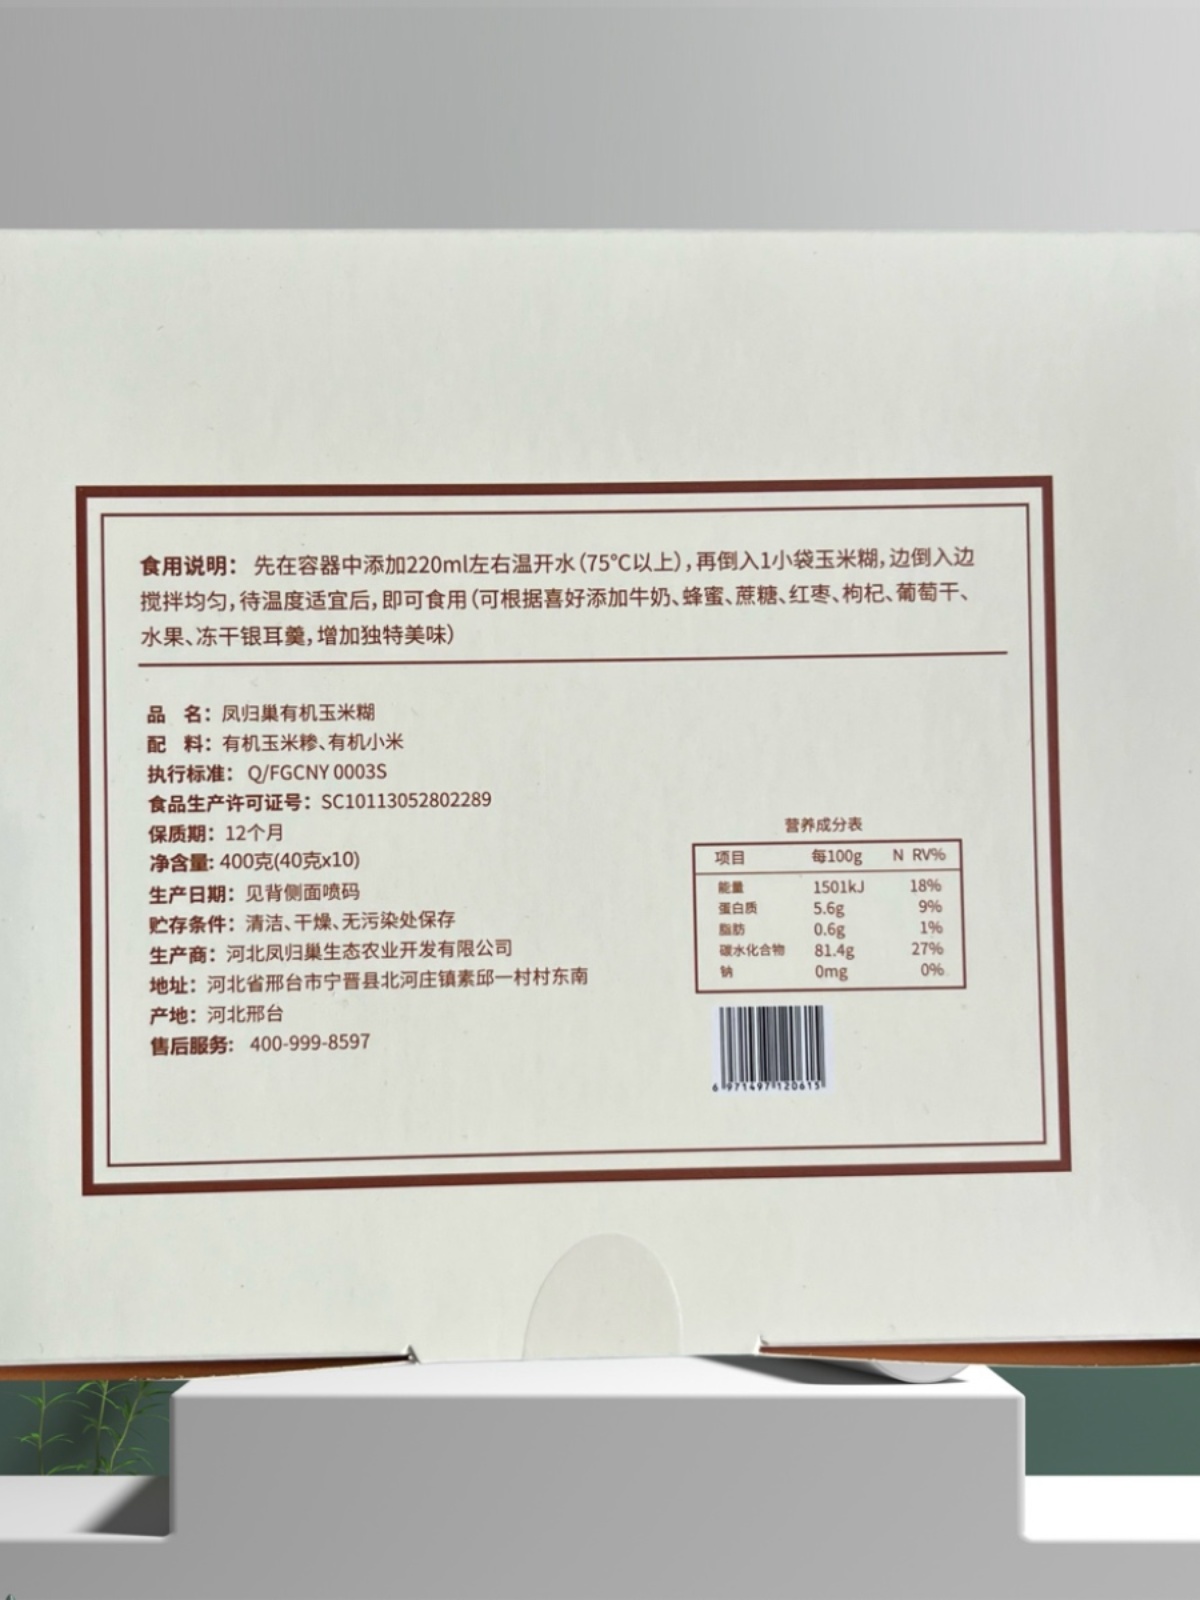 食用说明： 先在容器中添加220ml左右温开水（75℃以上），再倒入1小袋玉米糊，边倒入边
搅拌均匀，待温度适宜后，即可食用（可根据喜好添加牛奶、蜂蜜、蔗糖、红枣、枸杞、葡萄干、
水果、冻干银耳羹，增加独特美味）
品 名：凤归巢有机玉米糊
配 料：有机玉米糁、有机小米
执行标准： Q/FGCNY 0003S
食品生产许可证号：SC10113052802289
保质期：12个月
净含量: 400克(40克x10)
生产日期：见背侧面喷码
贮存条件：清洁、干燥、无污染处保存
生产商：河北凤归巢生态农业开发有限公司
地址：河北省邢台市宁晋县北河庄镇素邱一村村东南
产地：河北邢台
售后服务： 400-999-8597
营养成分表
项目 每100g N RV%
能量 1501kJ 18%
蛋白质 5.6g 9%
脂肪 0.6g 1%
碳水化合物 81.4g 27%
钠 0mg 0%
6 971497 120615